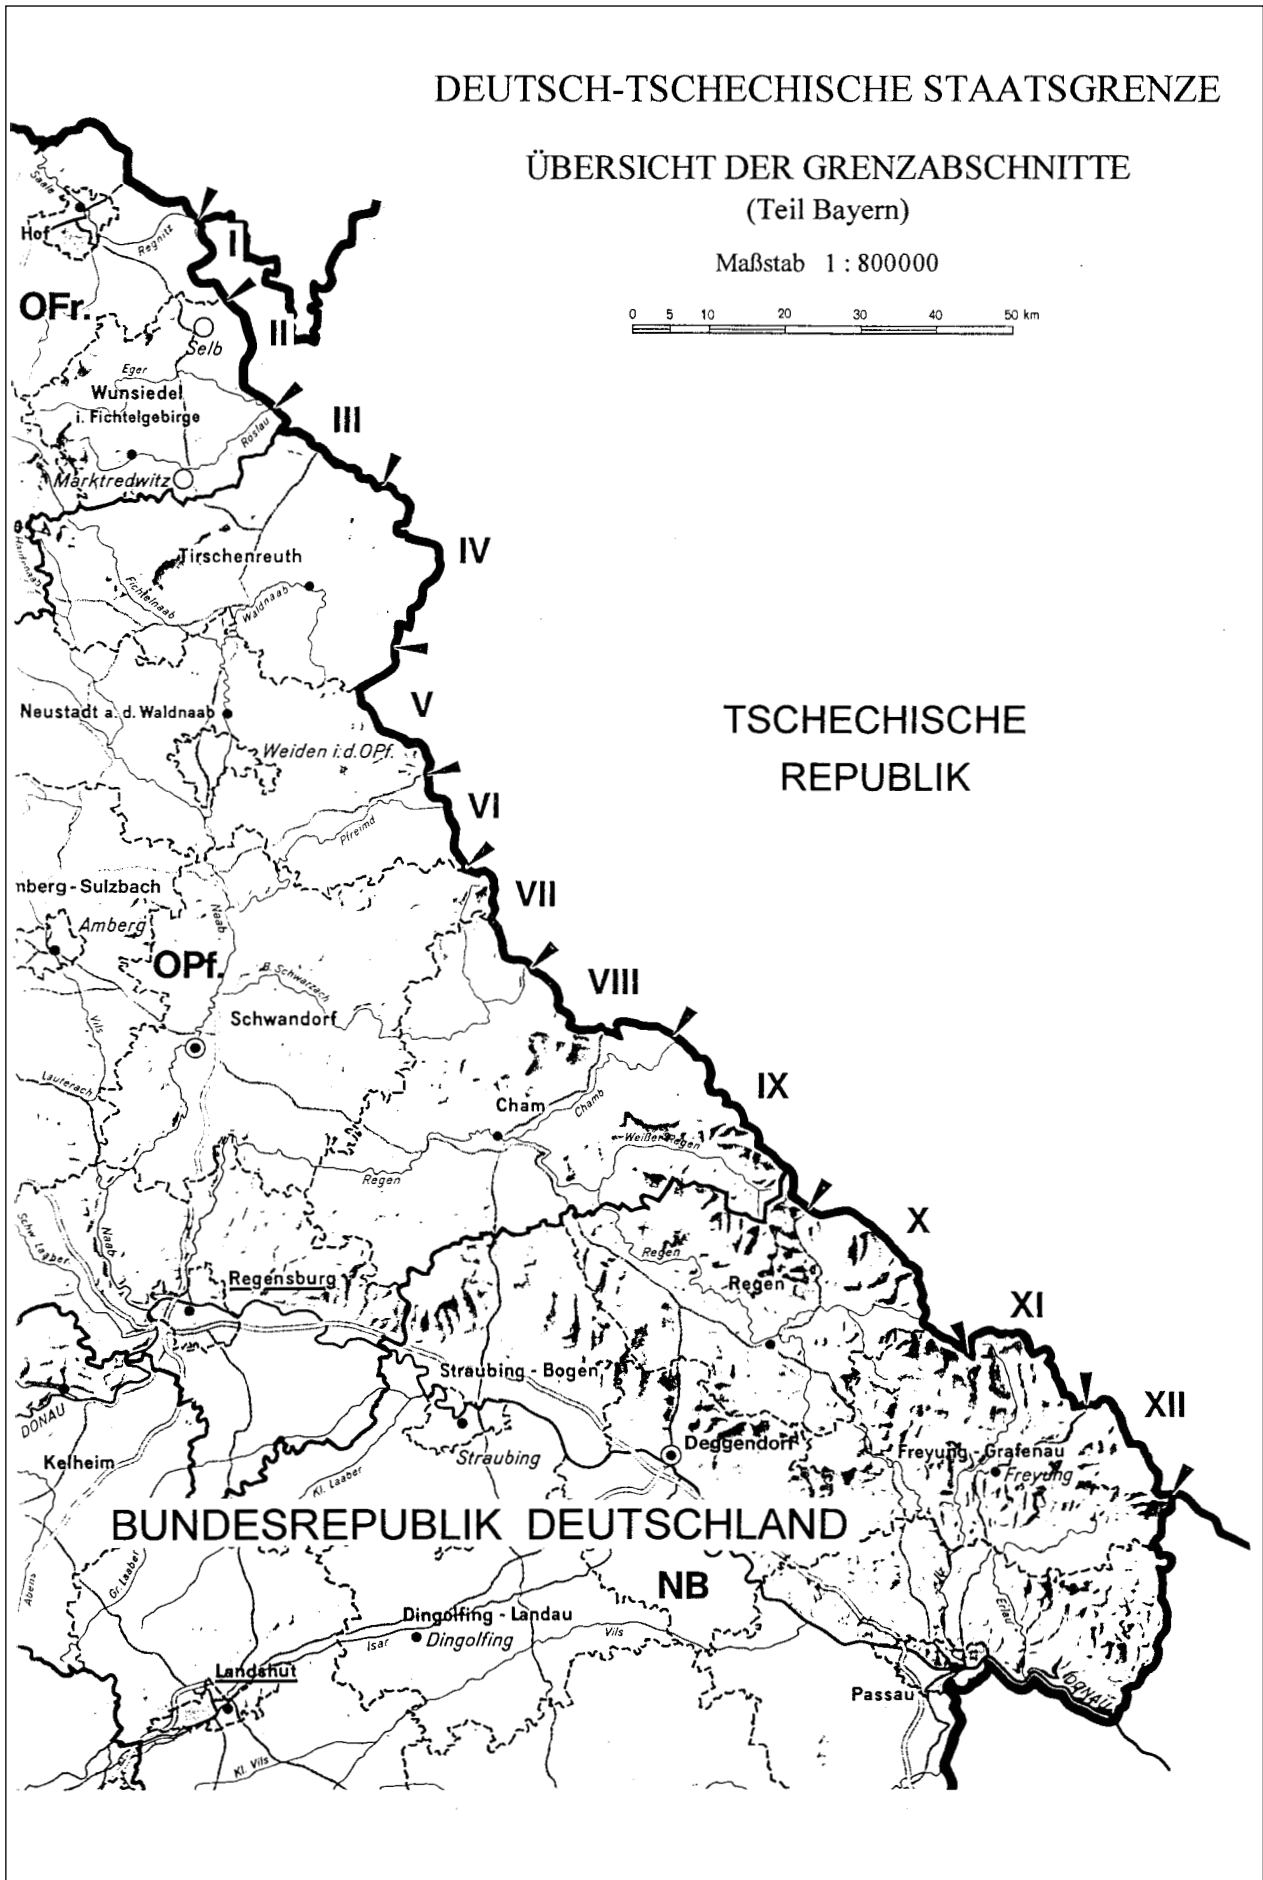 DEUTSCH-TSCHECHISCHE STAATSGRENZE
ÜBERSICHT DER GRENZABSCHNITTE
(Teil Bayern)
Maßstab 1 : 800000
0 5 10 20 30 40 50 km
Saale
Hof
Regnitz
I
OFr.
II
Selb
Eger
Wunsiedel
i. Fichtelgebirge
III
Röslau
Marktredwitz
IV
Tirschenreuth
Haidenaab
Fichtelnaab
Waldnaab
V
Neustadt a. d. Waldnaab
TSCHECHISCHE
REPUBLIK
Weiden i.d.OPf.
VI
Pfreimd
mberg-Sulzbach
VII
Naab
Amberg
OPf.
B. Schwarzach
VIII
Schwandorf
Vils
Lauterach
IX
Cham
Chamb
Weißer Regen
Regen
X
Schw. Laaber
Naab
Regen
Regensburg
Regen
XI
Straubing - Bogen
XII
DONAU
Deggendorf
Freyung - Grafenau
Kelheim
Straubing
Freyung
Kl. Laaber
BUNDESREPUBLIK DEUTSCHLAND
Abens
Gr. Laaber
NB
Erlau
Dingolfing - Landau
Isar
Dingolfing
Vils
Landshut
Passau
DONAU
Kl. Vils